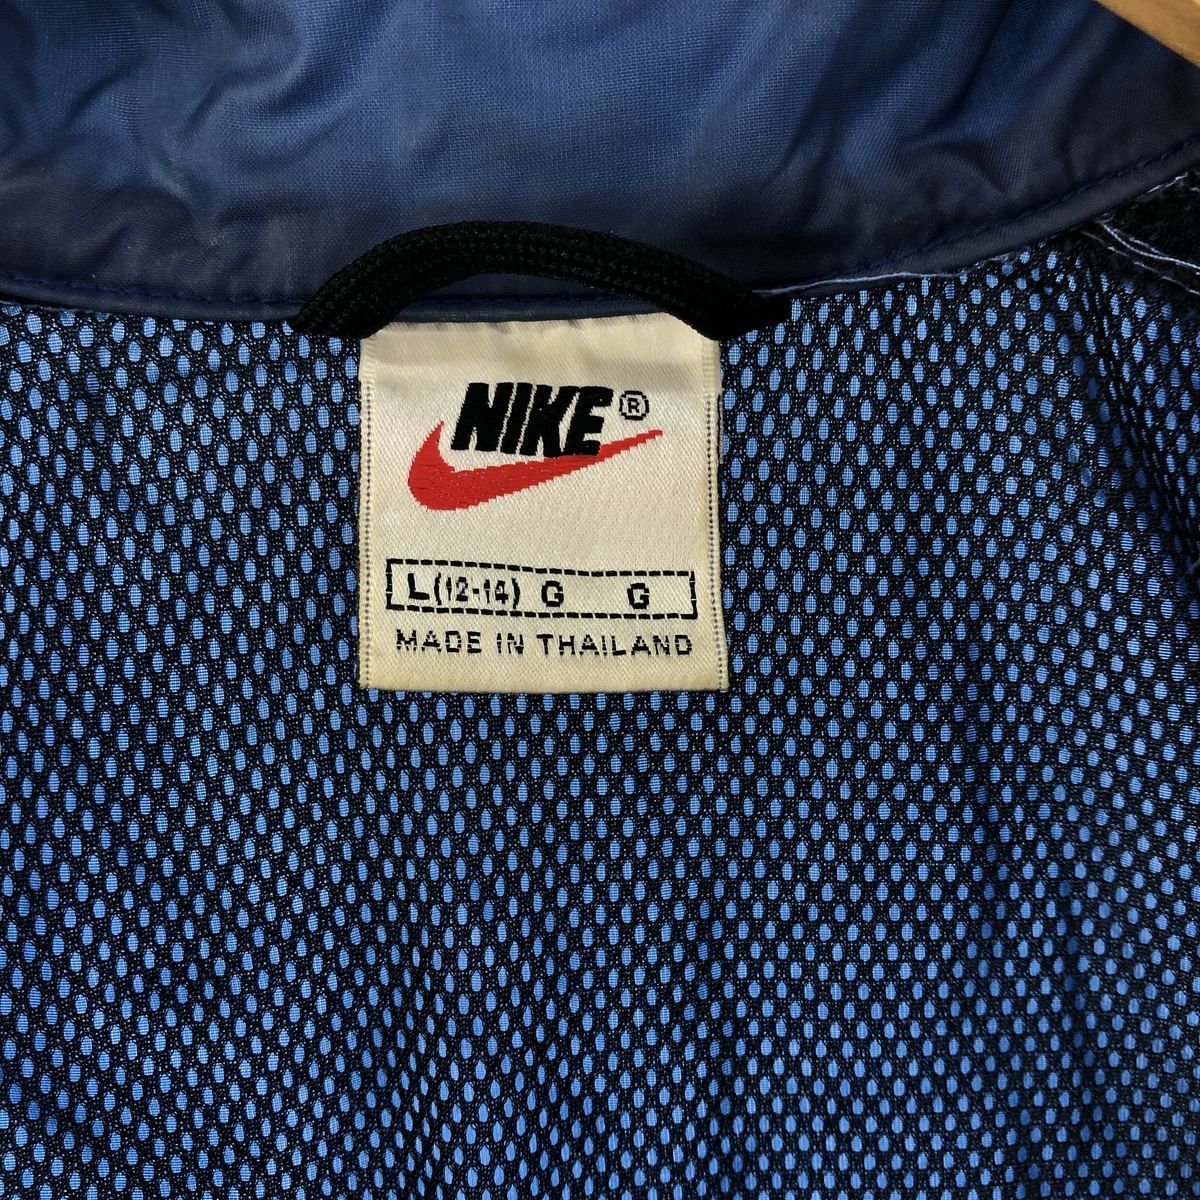 NIKE®
L(12-14) G G
MADE IN THAILAND